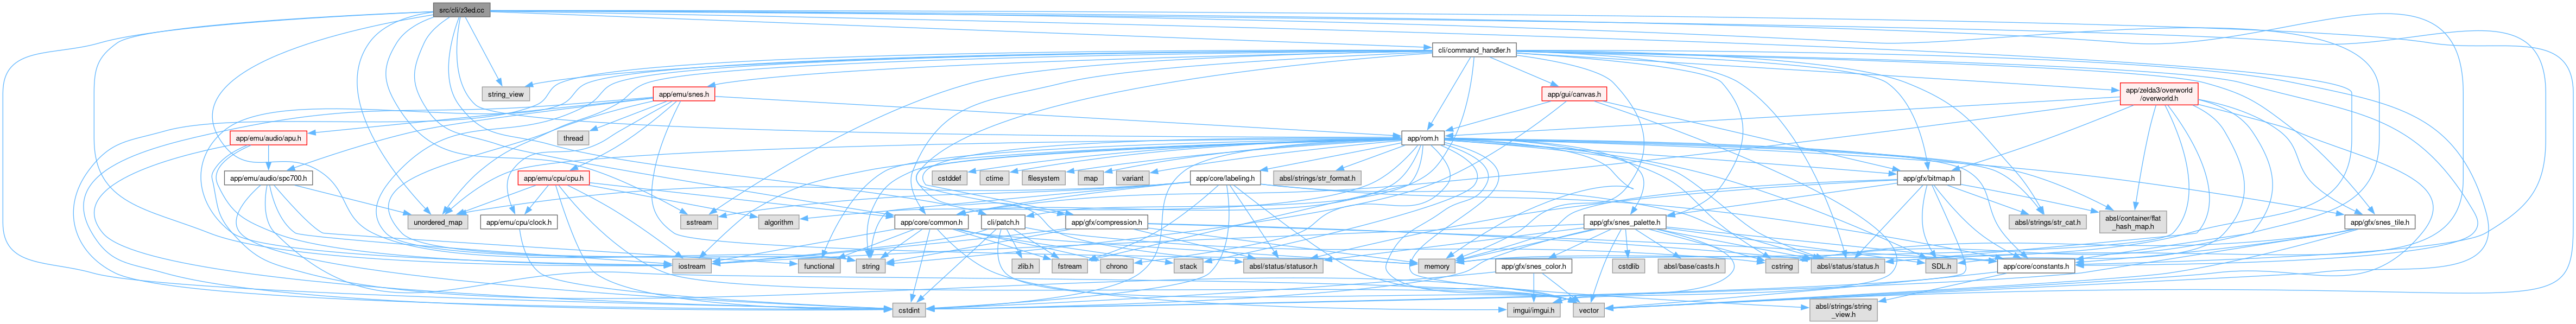 src/cli/z3ed.cc
cli/command_handler.h
string_view
app/emu/snes.h
app/gui/canvas.h
app/zelda3/overworld
/overworld.h
app/emu/audio/apu.h
thread
app/rom.h
app/emu/audio/spc700.h
app/emu/cpu/cpu.h
cstddef
ctime
filesystem
map
variant
absl/strings/str_format.h
app/core/labeling.h
app/gfx/bitmap.h
unordered_map
app/emu/cpu/clock.h
sstream
algorithm
app/core/common.h
cli/patch.h
app/gfx/compression.h
app/gfx/snes_palette.h
absl/strings/str_cat.h
absl/container/flat
_hash_map.h
app/gfx/snes_tile.h
iostream
functional
string
zlib.h
fstream
chrono
stack
absl/status/statusor.h
memory
app/gfx/snes_color.h
cstdlib
absl/base/casts.h
cstring
absl/status/status.h
SDL.h
app/core/constants.h
cstdint
imgui/imgui.h
vector
absl/strings/string
_view.h